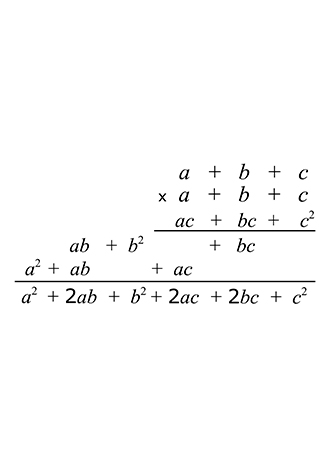 a + b + c
x a + b + c
ac + bc + c²
ab + b² + bc
a² + ab + ac
a² + 2ab + b² + 2ac + 2bc + c²